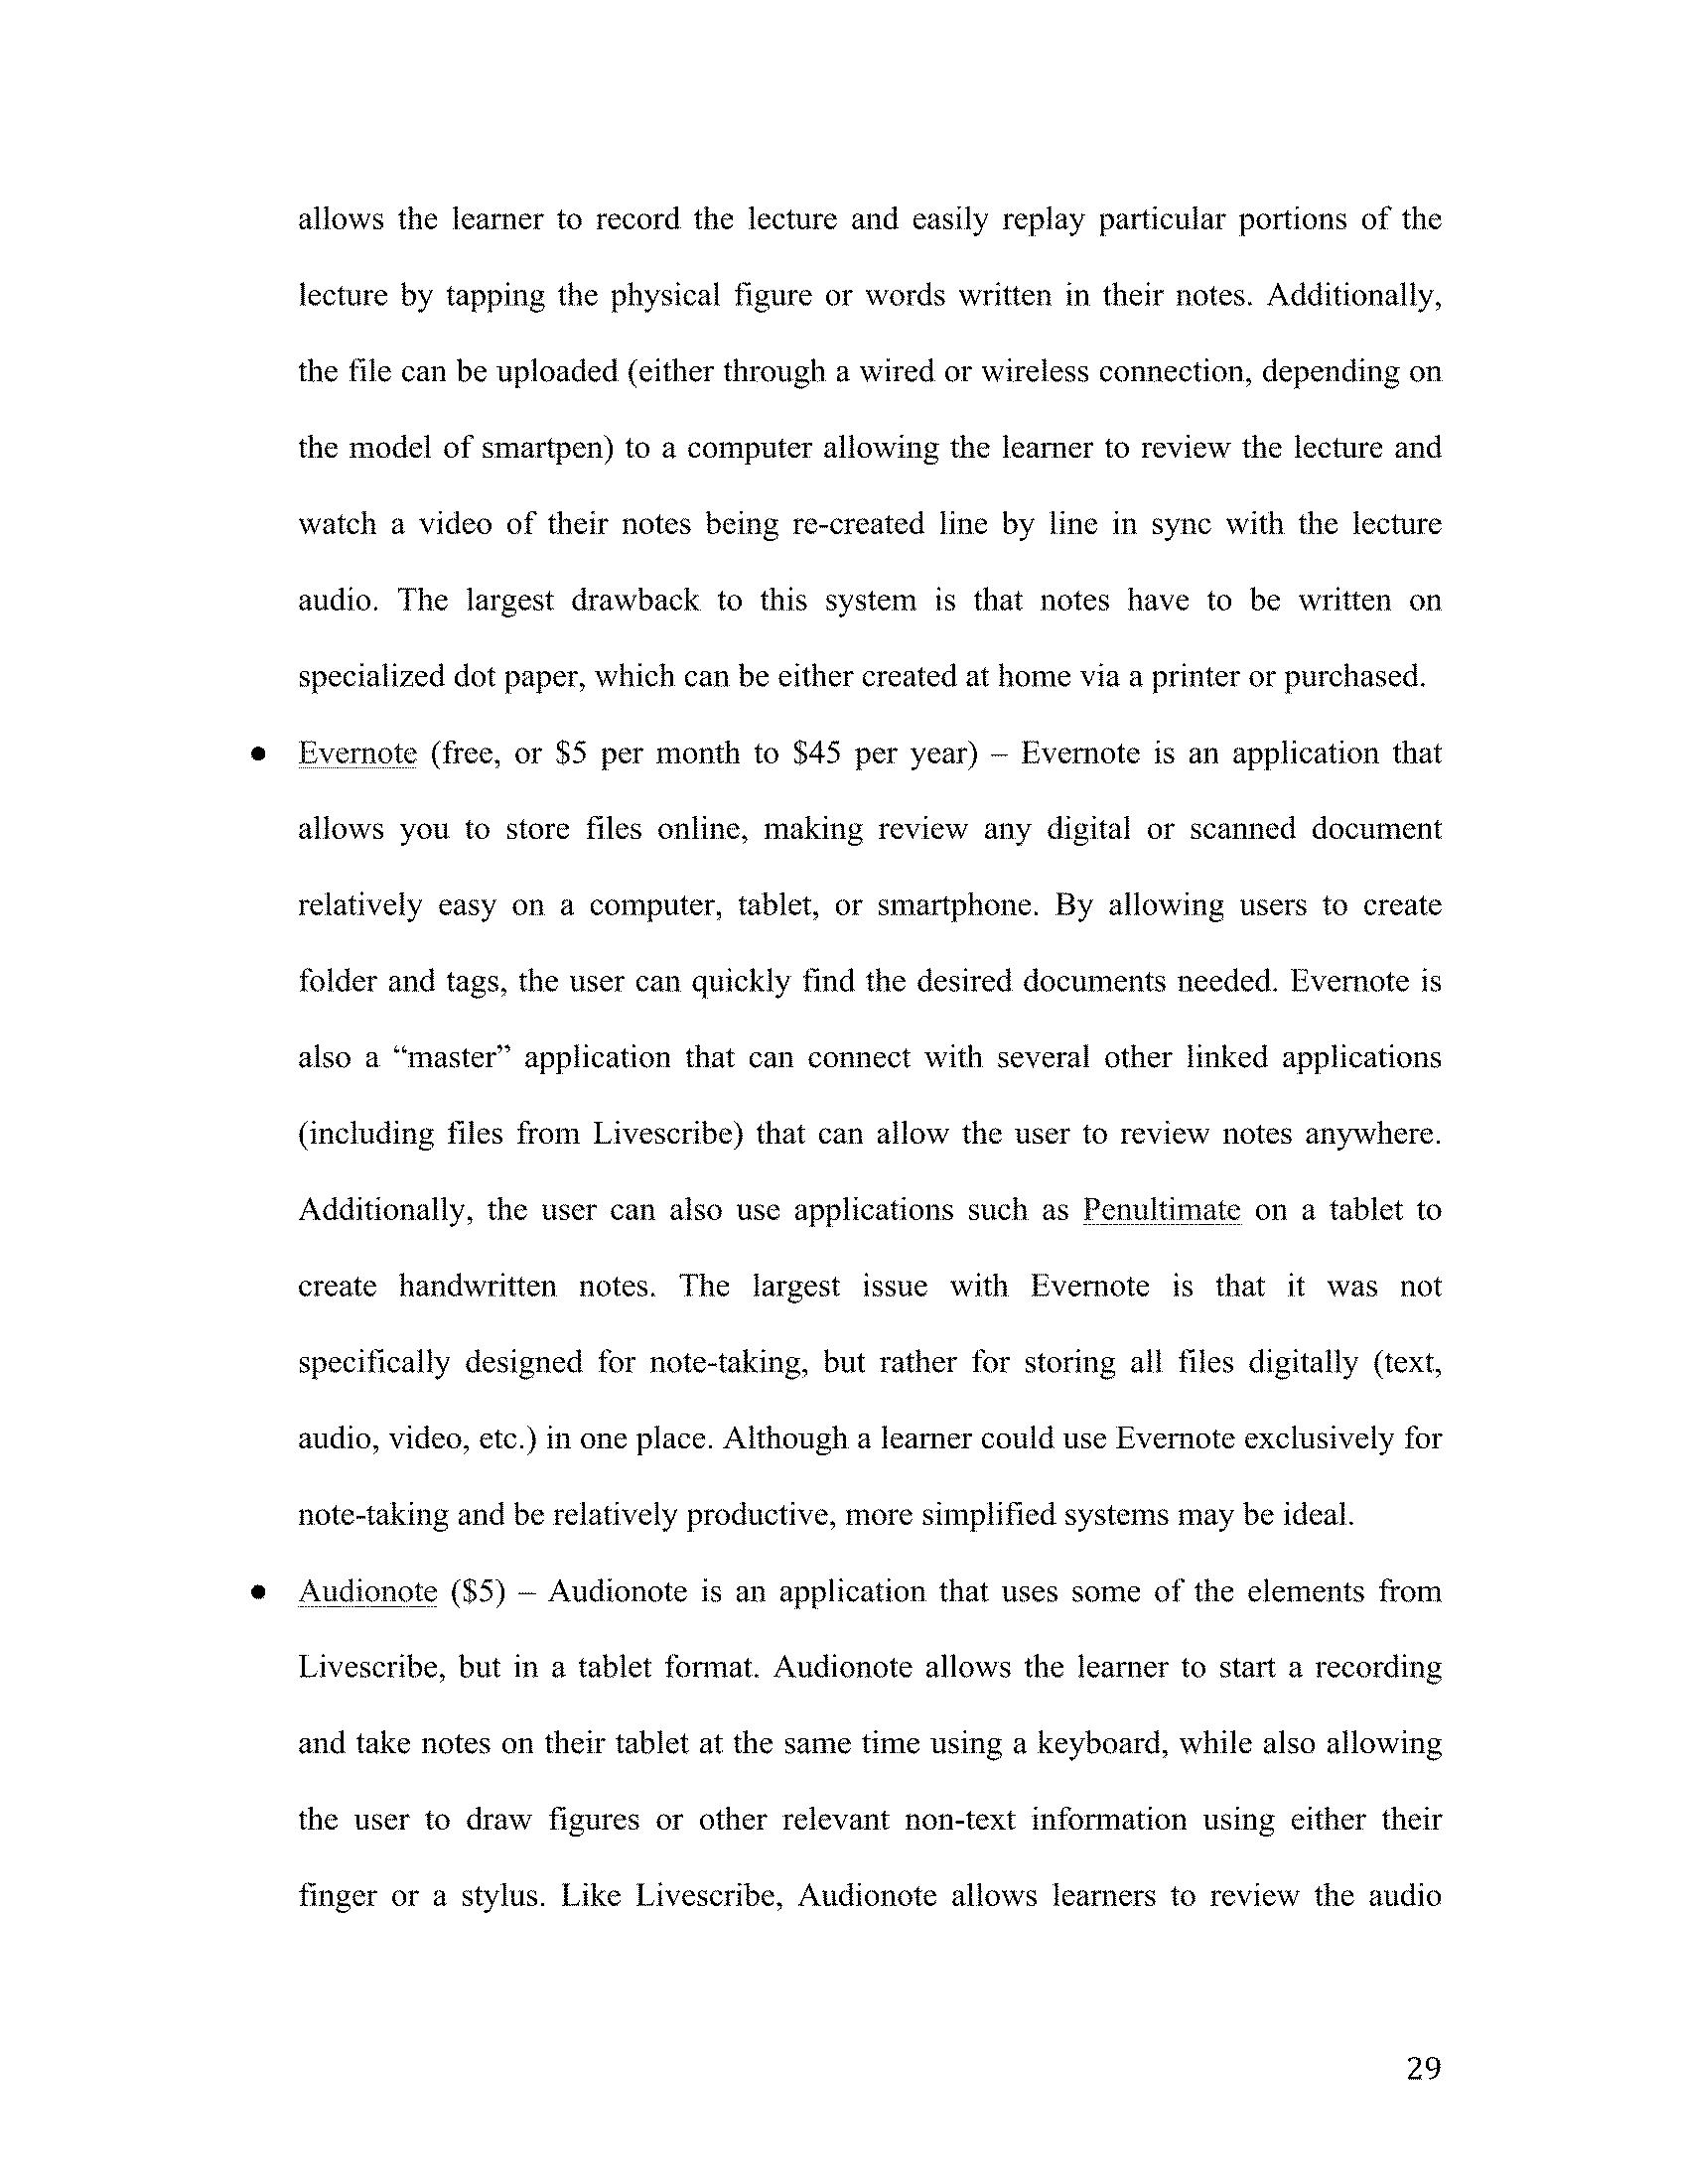 allows the learner to record the lecture and easily replay particular portions of the
lecture by tapping the physical figure or words written in their notes. Additionally,
the file can be uploaded (either through a wired or wireless connection, depending on
the model of smartpen) to a computer allowing the learner to review the lecture and
watch a video of their notes being re-created line by line in sync with the lecture
audio. The largest drawback to this system is that notes have to be written on
specialized dot paper, which can be either created at home via a printer or purchased.
● Evernote (free, or $5 per month to $45 per year) – Evernote is an application that
allows you to store files online, making review any digital or scanned document
relatively easy on a computer, tablet, or smartphone. By allowing users to create
folder and tags, the user can quickly find the desired documents needed. Evernote is
also a “master” application that can connect with several other linked applications
(including files from Livescribe) that can allow the user to review notes anywhere.
Additionally, the user can also use applications such as Penultimate on a tablet to
create handwritten notes. The largest issue with Evernote is that it was not
specifically designed for note-taking, but rather for storing all files digitally (text,
audio, video, etc.) in one place. Although a learner could use Evernote exclusively for
note-taking and be relatively productive, more simplified systems may be ideal.
● Audionote ($5) – Audionote is an application that uses some of the elements from
Livescribe, but in a tablet format. Audionote allows the learner to start a recording
and take notes on their tablet at the same time using a keyboard, while also allowing
the user to draw figures or other relevant non-text information using either their
finger or a stylus. Like Livescribe, Audionote allows learners to review the audio
29